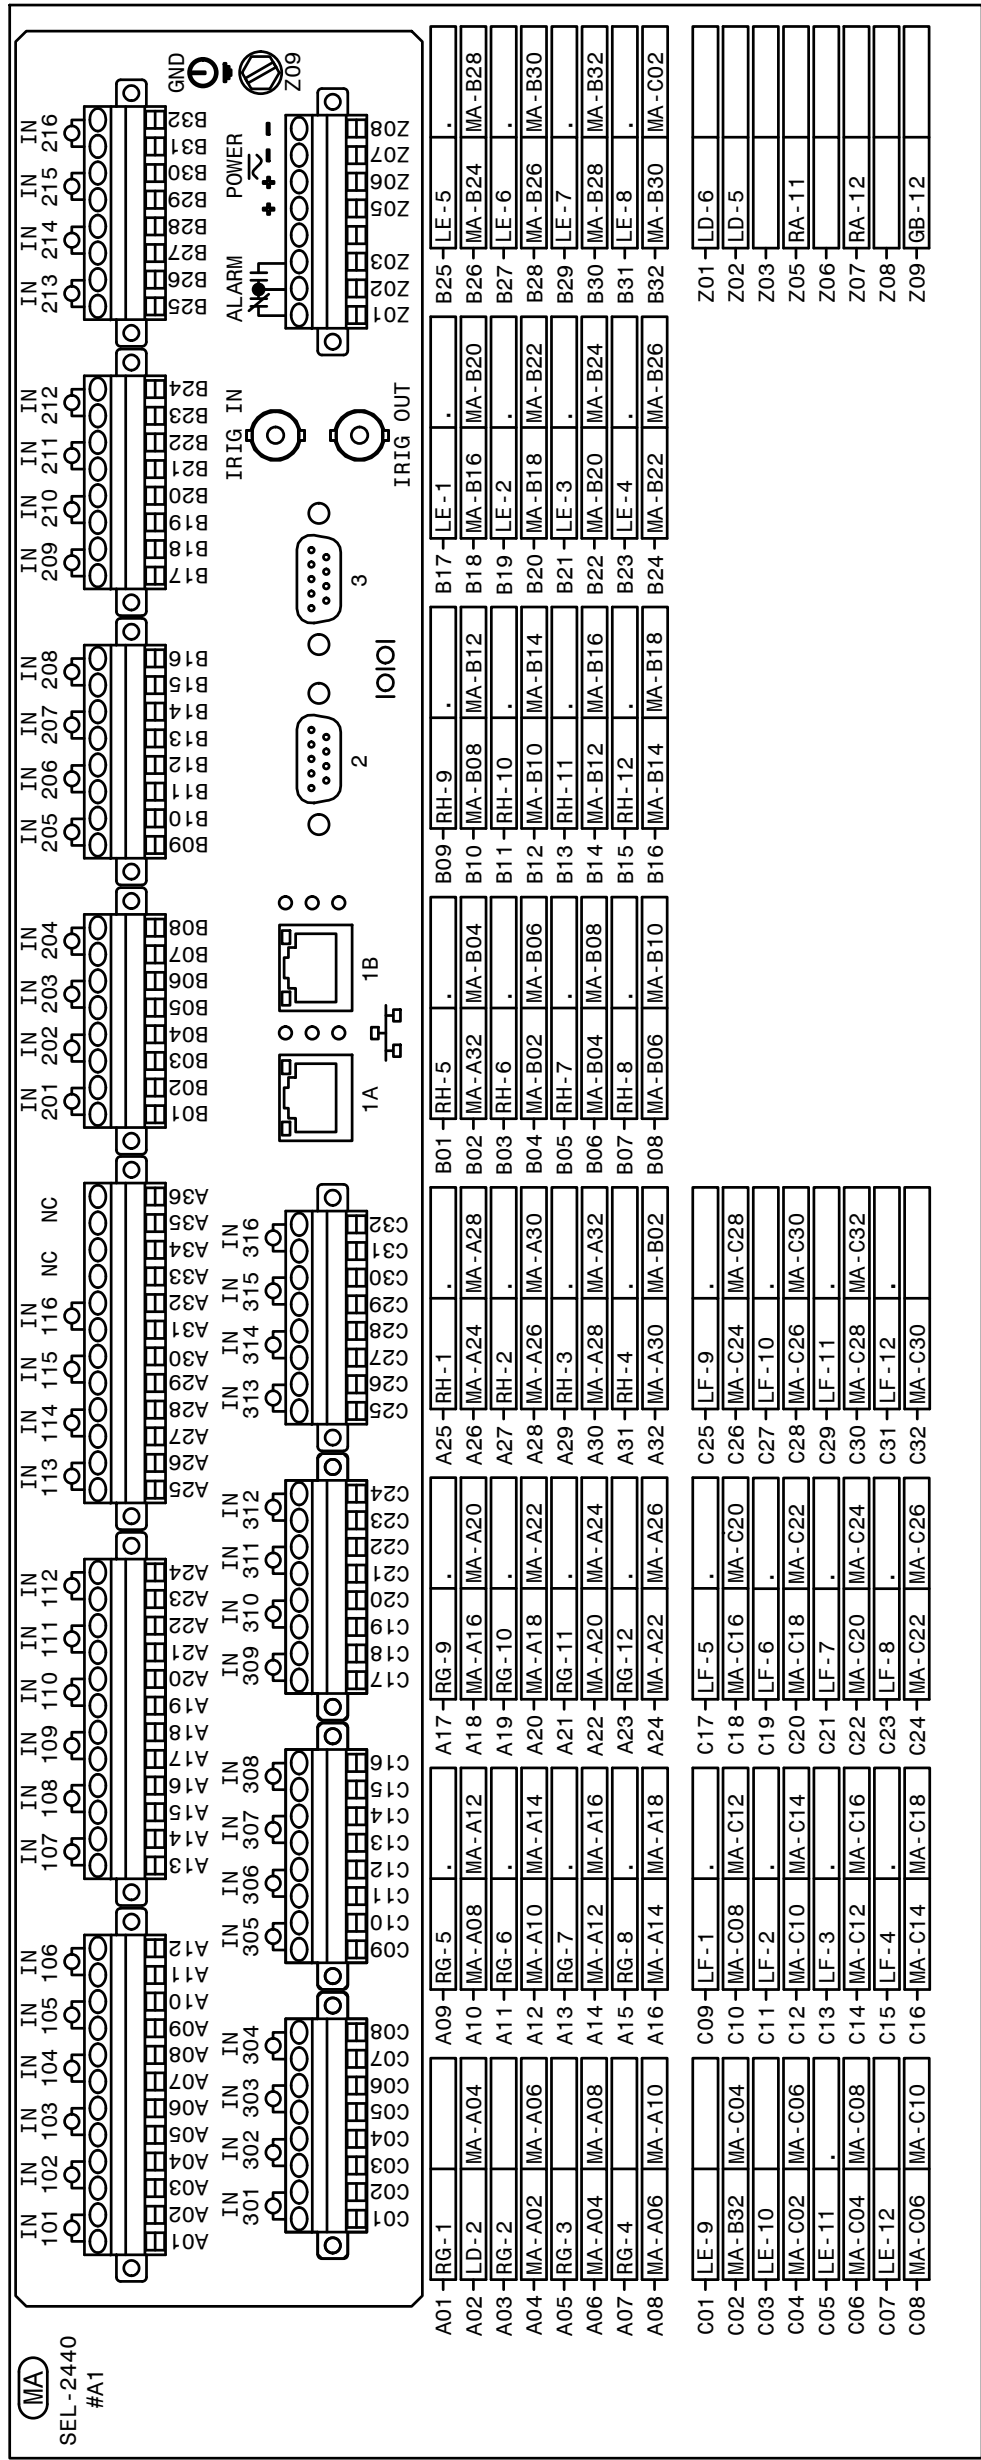 MA
SEL-2440
#A1
IN IN IN IN IN IN IN IN IN IN IN IN IN IN IN IN IN IN IN IN IN IN IN IN IN IN IN IN IN IN IN IN
101 102 103 104 105 106 107 108 109 110 111 112 113 114 115 116 NC NC 201 202 203 204 205 206 207 208 209 210 211 212 213 214 215 216
A01 A02 A03 A04 A05 A06 A07 A08 A09 A10 A11 A12 A13 A14 A15 A16 A17 A18 A19 A20 A21 A22 A23 A24 A25 A26 A27 A28 A29 A30 A31 A32 A33 A34 A35 A36 B01 B02 B03 B04 B05 B06 B07 B08 B09 B10 B11 B12 B13 B14 B15 B16 B17 B18 B19 B20 B21 B22 B23 B24 B25 B26 B27 B28 B29 B30 B31 B32
GND
IN IN IN IN IN IN IN IN IN IN IN IN IN IN IN IN IRIG IN ALARM POWER
301 302 303 304 305 306 307 308 309 310 311 312 313 314 315 316 + + - -
Z09
C01 C02 C03 C04 C05 C06 C07 C08 C09 C10 C11 C12 C13 C14 C15 C16 C17 C18 C19 C20 C21 C22 C23 C24 C25 C26 C27 C28 C29 C30 C31 C32 1A 1B 2 3 IRIG OUT Z01 Z02 Z03 Z05 Z06 Z07 Z08
A01 RG-1 A09 RG-5 . A17 RG-9 . A25 RH-1 . B01 RH-5 . B09 RH-9 . B17 LE-1 . B25 LE-5 .
A02 LD-2 MA-A04 A10 MA-A08 MA-A12 A18 MA-A16 MA-A20 A26 MA-A24 MA-A28 B02 MA-A32 MA-B04 B10 MA-B08 MA-B12 B18 MA-B16 MA-B20 B26 MA-B24 MA-B28
A03 RG-2 A11 RG-6 . A19 RG-10 . A27 RH-2 . B03 RH-6 . B11 RH-10 . B19 LE-2 . B27 LE-6 .
A04 MA-A02 MA-A06 A12 MA-A10 MA-A14 A20 MA-A18 MA-A22 A28 MA-A26 MA-A30 B04 MA-B02 MA-B06 B12 MA-B10 MA-B14 B20 MA-B18 MA-B22 B28 MA-B26 MA-B30
A05 RG-3 A13 RG-7 . A21 RG-11 . A29 RH-3 . B05 RH-7 . B13 RH-11 . B21 LE-3 . B29 LE-7 .
A06 MA-A04 MA-A08 A14 MA-A12 MA-A16 A22 MA-A20 MA-A24 A30 MA-A28 MA-A32 B06 MA-B04 MA-B08 B14 MA-B12 MA-B16 B22 MA-B20 MA-B24 B30 MA-B28 MA-B32
A07 RG-4 A15 RG-8 . A23 RG-12 . A31 RH-4 . B07 RH-8 . B15 RH-12 . B23 LE-4 . B31 LE-8 .
A08 MA-A06 MA-A10 A16 MA-A14 MA-A18 A24 MA-A22 MA-A26 A32 MA-A30 MA-B02 B08 MA-B06 MA-B10 B16 MA-B14 MA-B18 B24 MA-B22 MA-B26 B32 MA-B30 MA-C02
C01 LE-9 C09 LF-1 . C17 LF-5 . C25 LF-9 . Z01 LD-6
C02 MA-B32 MA-C04 C10 MA-C08 MA-C12 C18 MA-C16 MA-C20 C26 MA-C24 MA-C28 Z02 LD-5
C03 LE-10 C11 LF-2 . C19 LF-6 . C27 LF-10 . Z03
C04 MA-C02 MA-C06 C12 MA-C10 MA-C14 C20 MA-C18 MA-C22 C28 MA-C26 MA-C30 Z05 RA-11
C05 LE-11 . C13 LF-3 . C21 LF-7 . C29 LF-11 . Z06
C06 MA-C04 MA-C08 C14 MA-C12 MA-C16 C22 MA-C20 MA-C24 C30 MA-C28 MA-C32 Z07 RA-12
C07 LE-12 C15 LF-4 . C23 LF-8 . C31 LF-12 . Z08
C08 MA-C06 MA-C10 C16 MA-C14 MA-C18 C24 MA-C22 MA-C26 C32 MA-C30 Z09 GB-12